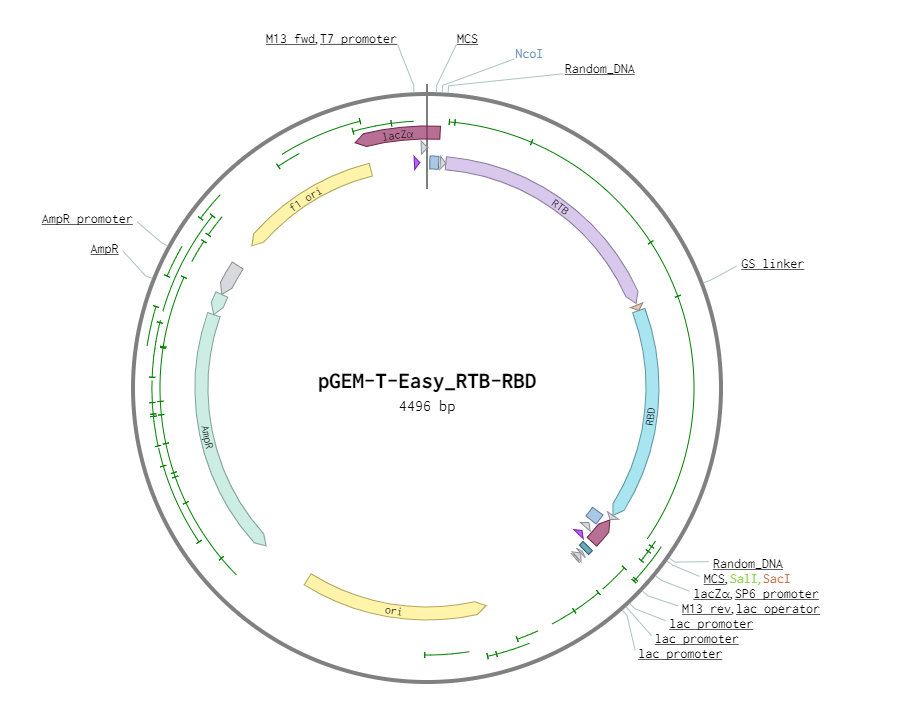 M13 fwd, T7 promoter
MCS
NcoI
Random_DNA
lacZα
f1 ori
RTB
AmpR promoter
AmpR
GS linker
pGEM-T-Easy_RTB-RBD
4496 bp
RBD
AmpR
ori
Random_DNA
MCS, SalI, SacI
lacZα, SP6 promoter
M13 rev, lac operator
lac promoter
lac promoter
lac promoter